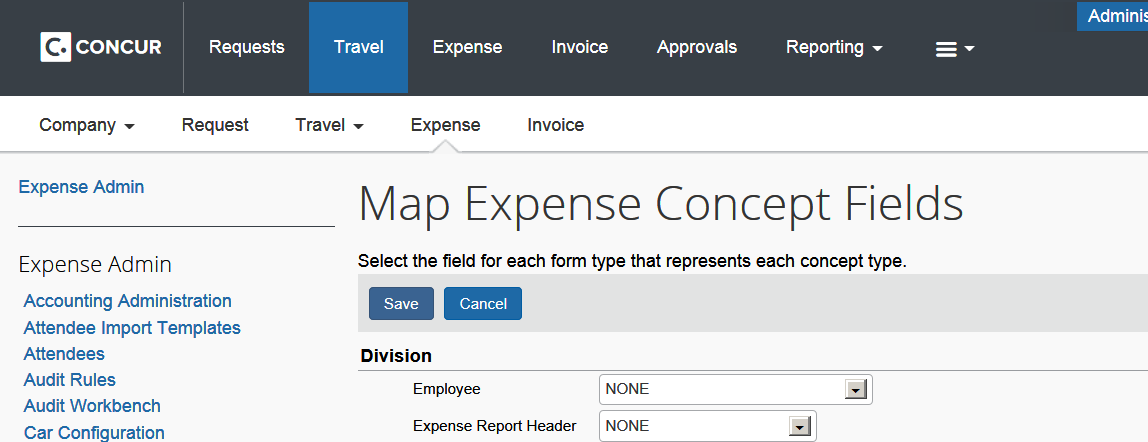 Adminis
C. CONCUR Requests Travel Expense Invoice Approvals Reporting
Company Request Travel Expense Invoice
Expense Admin
Map Expense Concept Fields
Select the field for each form type that represents each concept type.
Save Cancel
Expense Admin
Accounting Administration
Attendee Import Templates
Attendees
Audit Rules
Audit Workbench
Car Configuration
Division
Employee NONE
Expense Report Header NONE